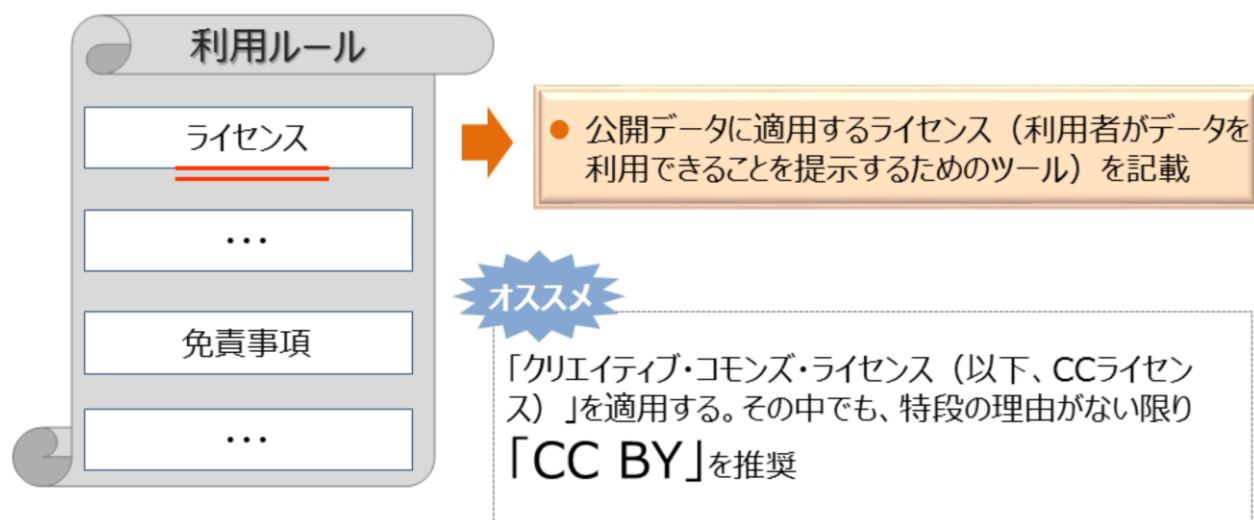 利用ルール
ライセンス
・・・
免責事項
・・・
● 公開データに適用するライセンス（利用者がデータを
利用できることを提示するためのツール）を記載
オススメ
「クリエイティブ・コモンズ・ライセンス（以下、CCライセン
ス）」を適用する。その中でも、特段の理由がない限り
「CC BY」を推奨